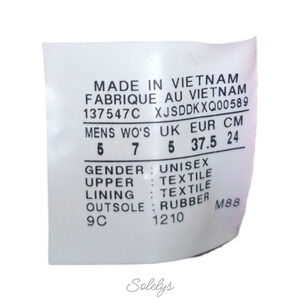 MADE IN VIETNAM
FABRIQUE AU VIETNAM
137547C XJSDDKXQ00589
MENS WO'S UK EUR CM
5 7 5 37.5 24
GENDER : UNISEX
UPPER : TEXTILE
LINING : TEXTILE
OUTSOLE : RUBBER M88
9C 1210
Solelys